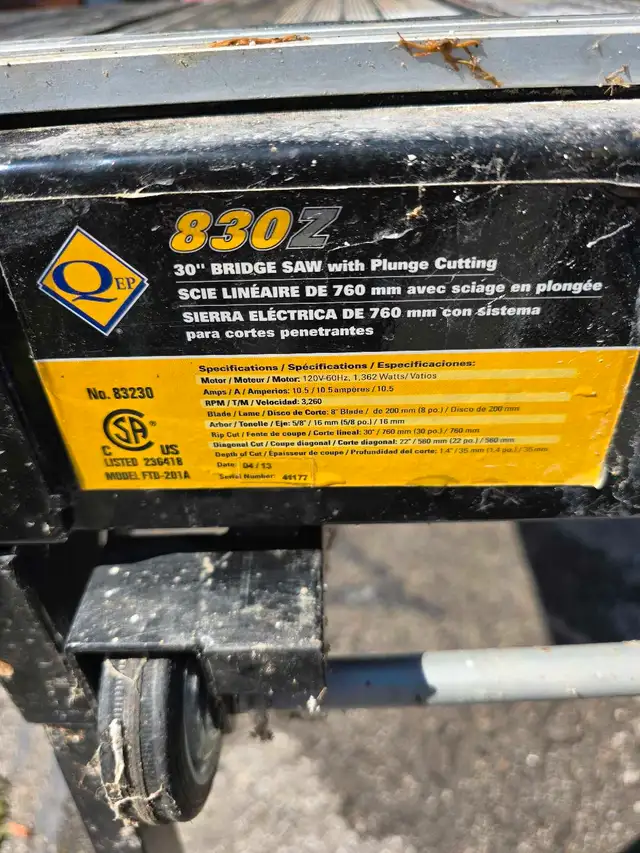 830Z
QEP
30" BRIDGE SAW with Plunge Cutting
SCIE LINÉAIRE DE 760 mm avec sciage en plongée
SIERRA ELÉCTRICA DE 760 mm con sistema
para cortes penetrantes
No. 83230
CSA
C US
LISTED 236418
MODEL FTD-201A
Specifications / Spécifications / Especificaciones:
Motor / Moteur / Motor: 120V-60Hz, 1,362 Watts/ Vatios
Amps / A / Amperios: 10.5 / 10.5 ampères / 10.5
RPM / T/M / Velocidad: 3,260
Blade / Lame / Disco de Corte: 8" Blade / de 200 mm (8 po.) / Disco de 200 mm
Arbor / Tonelle / Eje: 5/8" / 16 mm (5/8 po.) / 16 mm
Rip Cut / Fente de coupe / Corte lineal: 30" / 760 mm (30 po.) / 760 mm
Diagonal Cut / Coupe diagonal / Corte diagonal: 22" / 560 mm (22 po.) / 560 mm
Depth of Cut / Épaisseur de coupe / Profundidad del corte: 1.4" / 35 mm (1.4 po.) / 35 mm
Date: 04 / 13
Serial Number: 46177